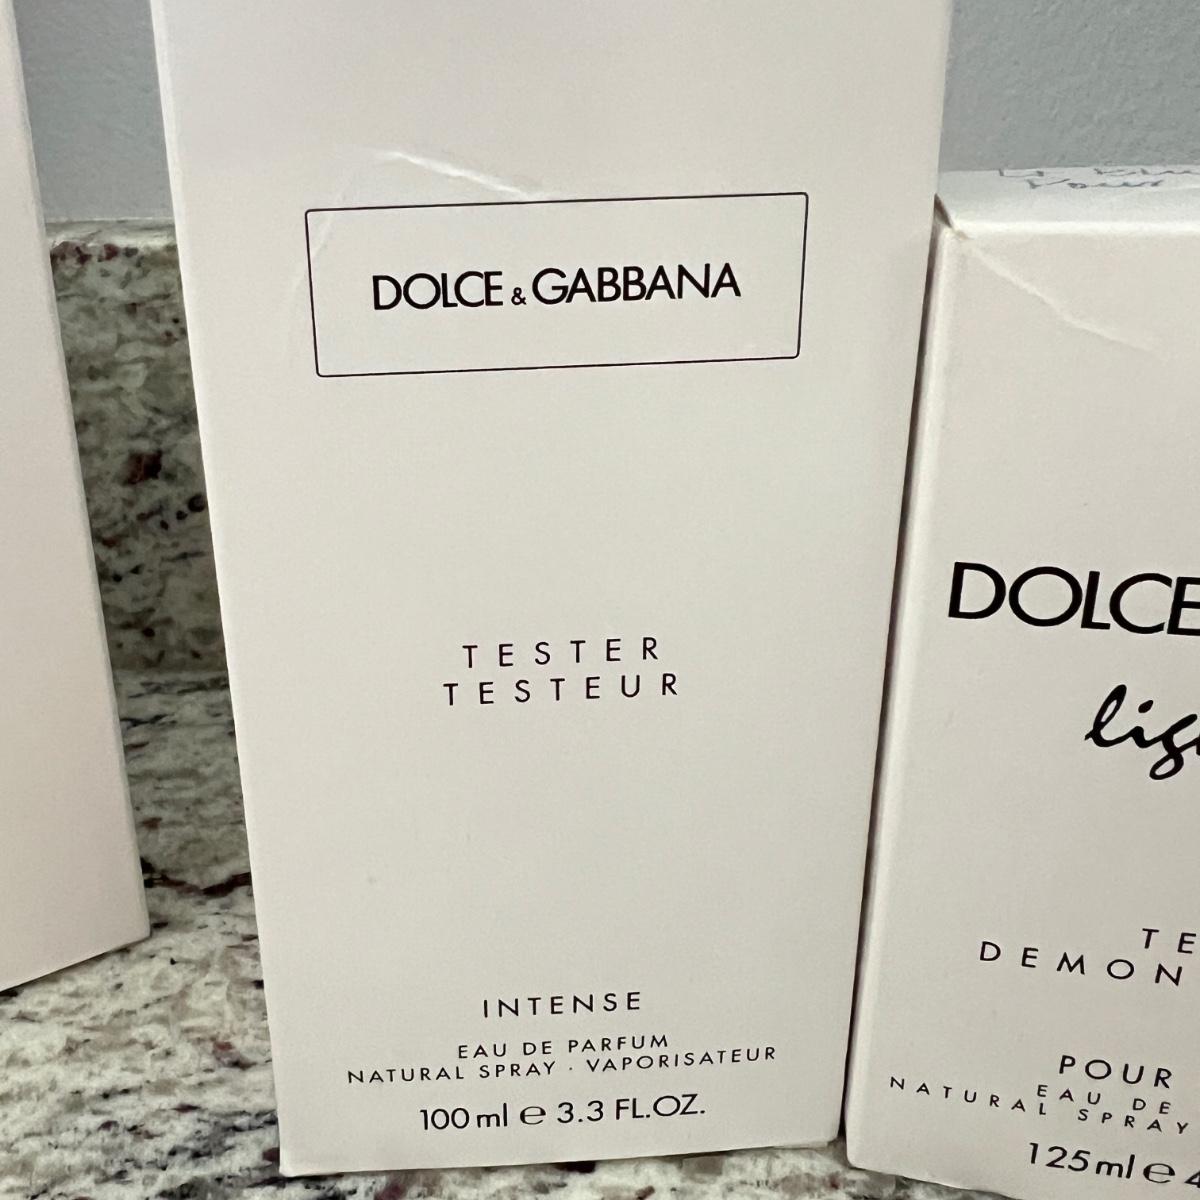 DOLCE & GABBANA
TESTER
TESTEUR
INTENSE
EAU DE PARFUM
NATURAL SPRAY · VAPORISATEUR
100 ml e 3.3 FL.OZ.
DOLCE
POUR
EAU DE
NATURAL SPRAY
125 ml e